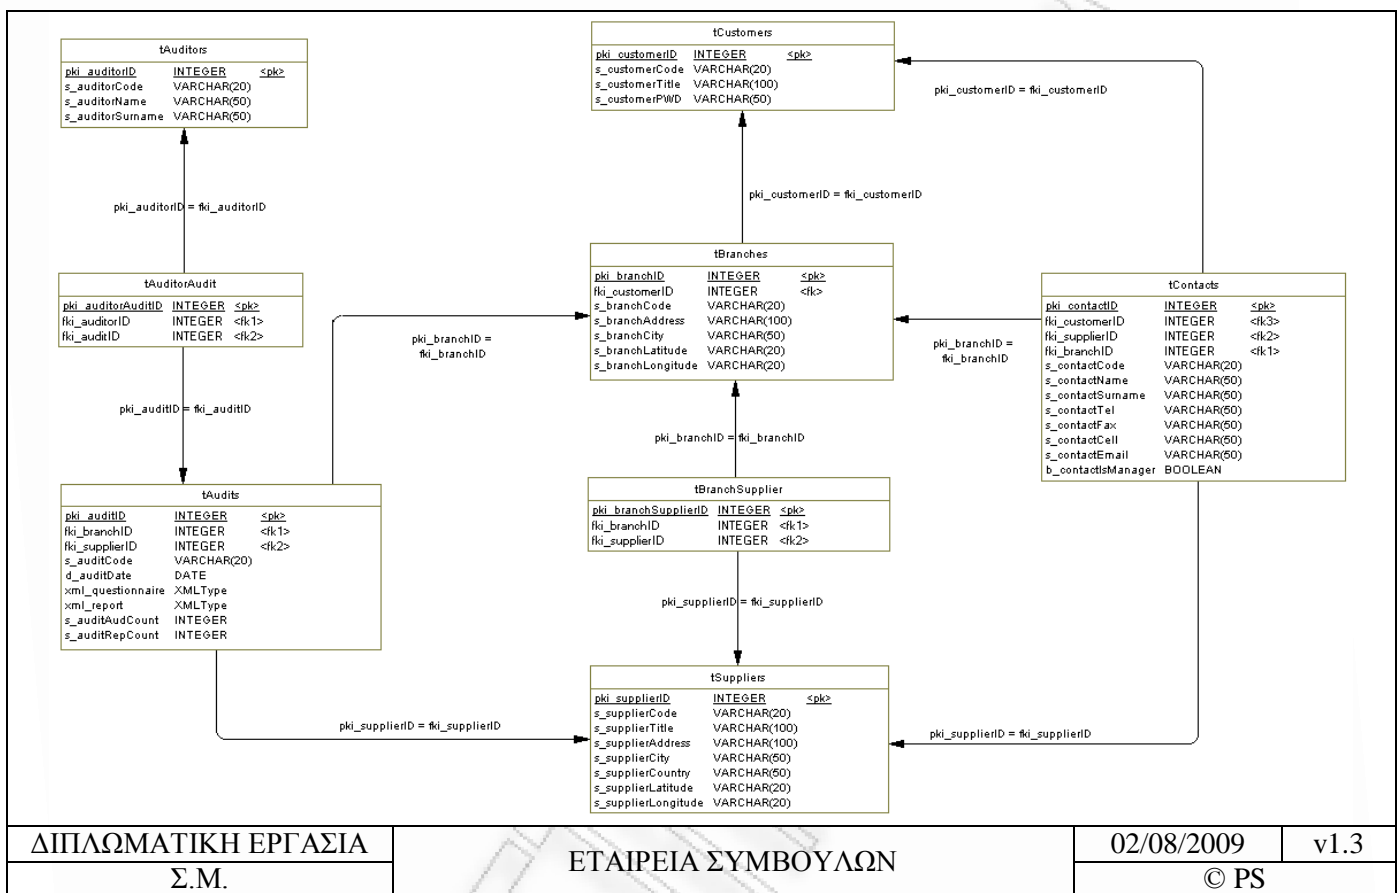 tAuditors
pki_auditorID INTEGER <pk>
s_auditorCode VARCHAR(20)
s_auditorName VARCHAR(50)
s_auditorSurname VARCHAR(50)
tCustomers
pki_customerID INTEGER <pk>
s_customerCode VARCHAR(20)
s_customerTitle VARCHAR(100)
s_customerPWD VARCHAR(50)
pki_customerID = fki_customerID
pki_auditorID = fki_auditorID
pki_customerID = fki_customerID
tAuditorAudit
pki_auditorAuditID INTEGER <pk>
fki_auditorID INTEGER <fk1>
fki_auditID INTEGER <fk2>
tBranches
pki_branchID INTEGER <pk>
fki_customerID INTEGER <fk>
s_branchCode VARCHAR(20)
s_branchAddress VARCHAR(100)
s_branchCity VARCHAR(50)
s_branchLatitude VARCHAR(20)
s_branchLongitude VARCHAR(20)
tContacts
pki_contactID INTEGER <pk>
fki_customerID INTEGER <fk3>
fki_supplierID INTEGER <fk2>
fki_branchID INTEGER <fk1>
s_contactCode VARCHAR(20)
s_contactName VARCHAR(50)
s_contactSurname VARCHAR(50)
s_contactTel VARCHAR(50)
s_contactFax VARCHAR(50)
s_contactCell VARCHAR(50)
s_contactEmail VARCHAR(50)
b_contactIsManager BOOLEAN
pki_branchID =
fki_branchID
pki_branchID =
fki_branchID
pki_auditID = fki_auditID
pki_branchID = fki_branchID
tAudits
pki_auditID INTEGER <pk>
fki_branchID INTEGER <fk1>
fki_supplierID INTEGER <fk2>
s_auditCode VARCHAR(20)
d_auditDate DATE
xml_questionnaire XMLType
xml_report XMLType
s_auditAudCount INTEGER
s_auditRepCount INTEGER
tBranchSupplier
pki_branchSupplierID INTEGER <pk>
fki_branchID INTEGER <fk1>
fki_supplierID INTEGER <fk2>
pki_supplierID = fki_supplierID
tSuppliers
pki_supplierID INTEGER <pk>
s_supplierCode VARCHAR(20)
s_supplierTitle VARCHAR(100)
s_supplierAddress VARCHAR(100)
s_supplierCity VARCHAR(50)
s_supplierCountry VARCHAR(50)
s_supplierLatitude VARCHAR(20)
s_supplierLongitude VARCHAR(20)
pki_supplierID = fki_supplierID
pki_supplierID = fki_supplierID
ΔΙΠΛΩΜΑΤΙΚΗ ΕΡΓΑΣΙΑ
Σ.Μ.
ΕΤΑΙΡΕΙΑ ΣΥΜΒΟΥΛΩΝ
02/08/2009 v1.3
© PS